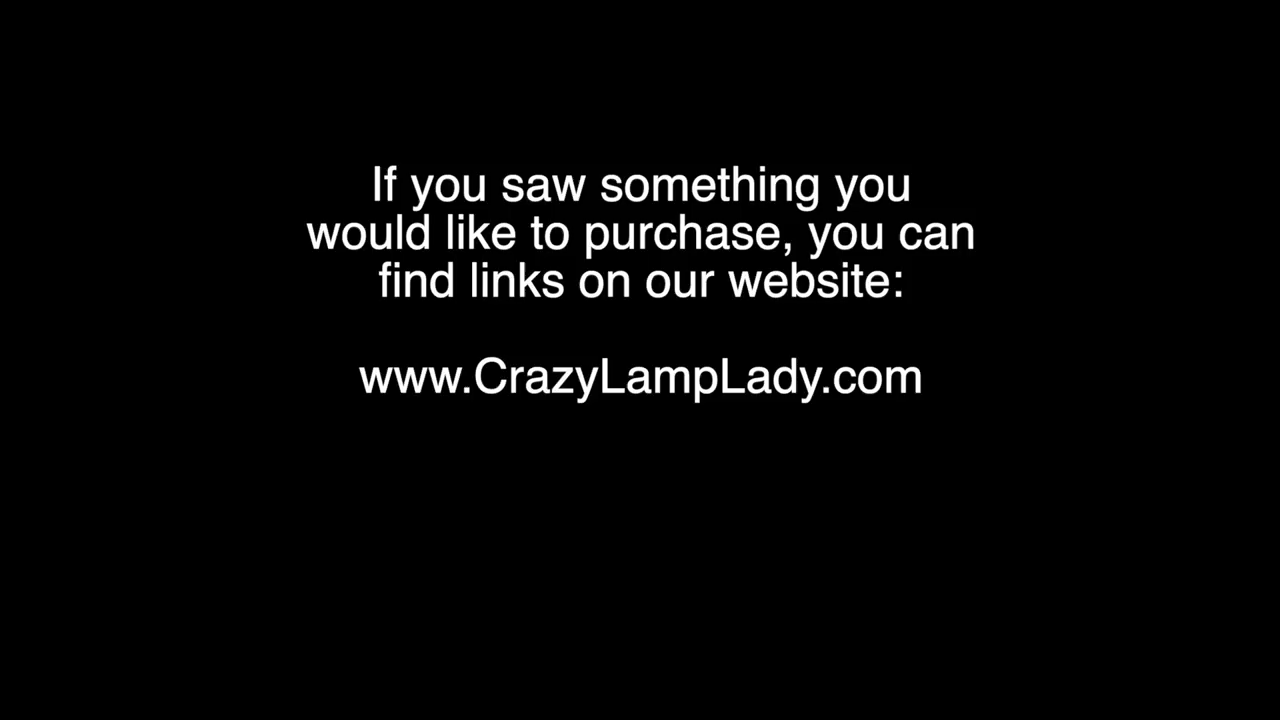 If you saw something you
would like to purchase, you can
find links on our website:
www.CrazyLampLady.com